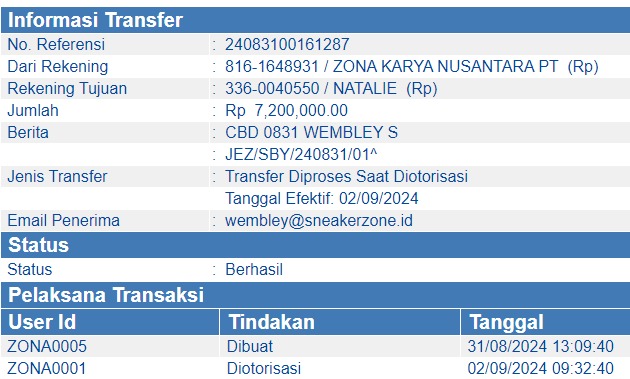 Informasi Transfer
No. Referensi : 24083100161287
Dari Rekening : 816-1648931 / ZONA KARYA NUSANTARA PT (Rp)
Rekening Tujuan : 336-0040550 / NATALIE (Rp)
Jumlah : Rp 7,200,000.00
Berita : CBD 0831 WEMBLEY S
: JEZ/SBY/240831/01^
Jenis Transfer : Transfer Diproses Saat Diotorisasi
Tanggal Efektif: 02/09/2024
Email Penerima : wembley@sneakerzone.id
Status
Status : Berhasil
Pelaksana Transaksi
User Id Tindakan Tanggal
ZONA0005 Dibuat 31/08/2024 13:09:40
ZONA0001 Diotorisasi 02/09/2024 09:32:40